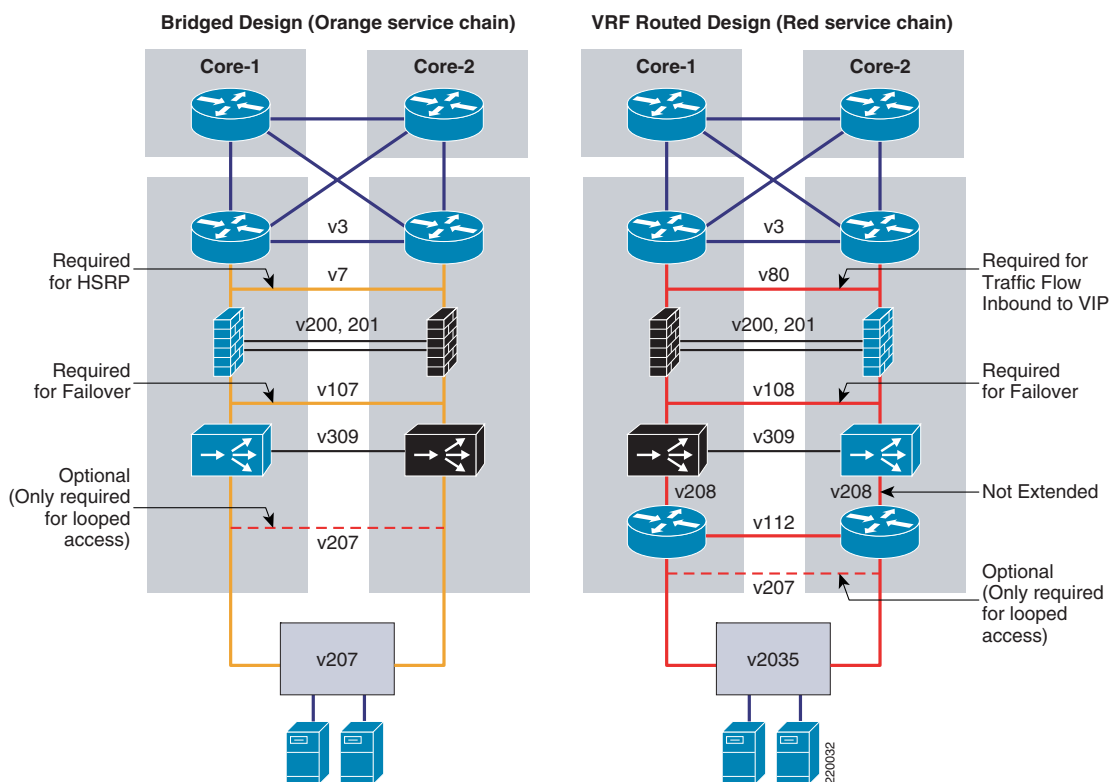 Bridged Design (Orange service chain)
Core-1
Core-2
v3
Required
for HSRP
v7
v200, 201
Required
for Failover
v107
v309
Optional
(Only required
for looped
access)
v207
v207
VRF Routed Design (Red service chain)
Core-1
Core-2
v3
v80
Required for
Traffic Flow
Inbound to VIP
v200, 201
v108
Required
for Failover
v309
v208
v208
Not Extended
v112
v207
Optional
(Only required
for looped
access)
v2035
220032